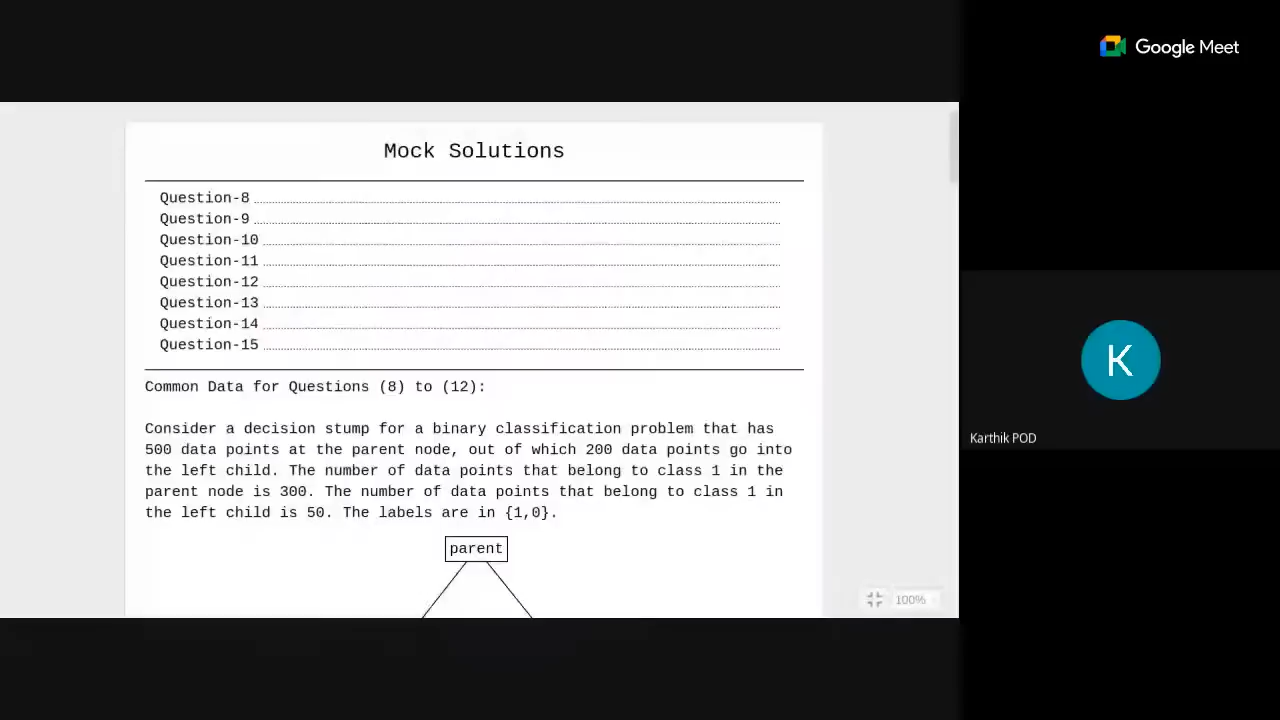 Google Meet
Mock Solutions
Question-8
Question-9
Question-10
Question-11
Question-12
Question-13
Question-14
Question-15
Common Data for Questions (8) to (12):
Consider a decision stump for a binary classification problem that has
500 data points at the parent node, out of which 200 data points go into
the left child. The number of data points that belong to class 1 in the
parent node is 300. The number of data points that belong to class 1 in
the left child is 50. The labels are in {1,0}.
parent
100%
K
Karthik POD